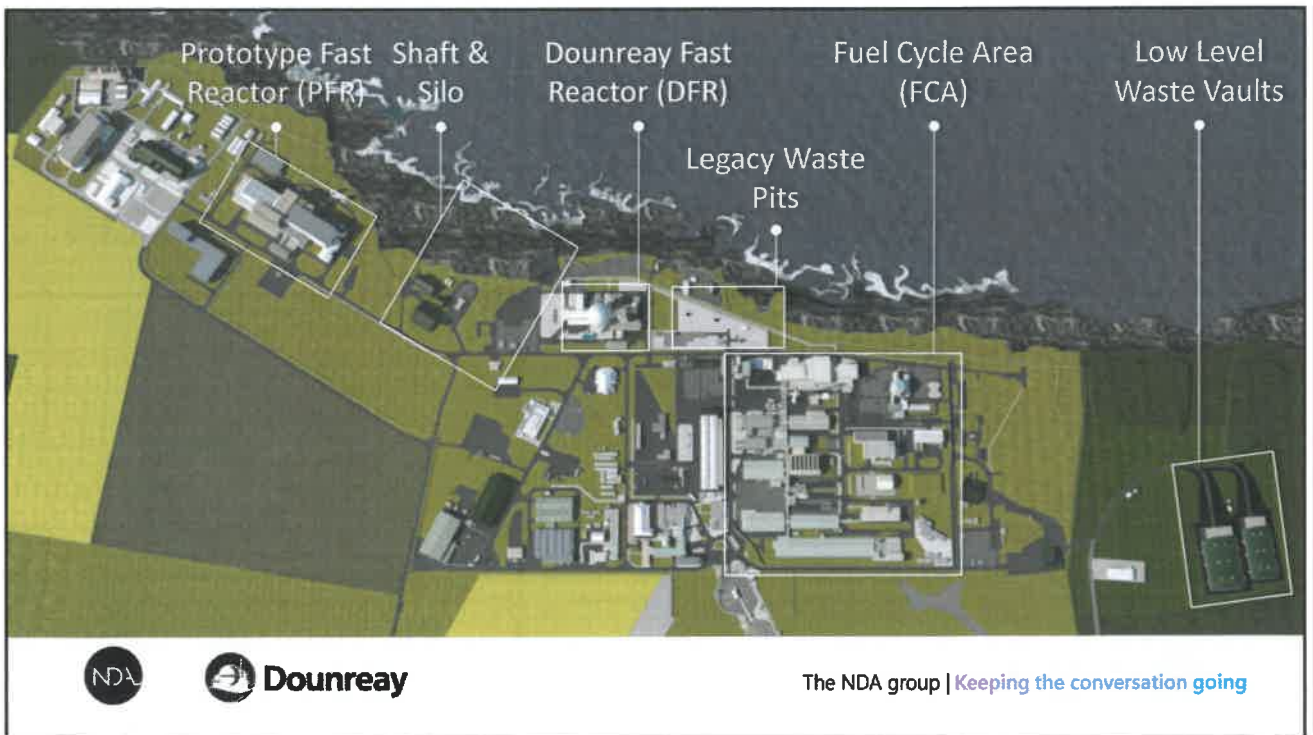 Prototype Fast
Reactor (PFR)
Shaft &
Silo
Dounreay Fast
Reactor (DFR)
Legacy Waste
Pits
Fuel Cycle Area
(FCA)
Low Level
Waste Vaults
NDA
Dounreay
The NDA group | Keeping the conversation going